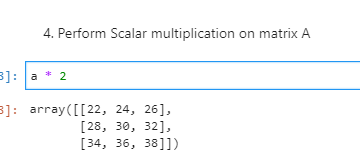 4. Perform Scalar multiplication on matrix A
3]: a * 2
3]: array([[22, 24, 26],
[28, 30, 32],
[34, 36, 38]])